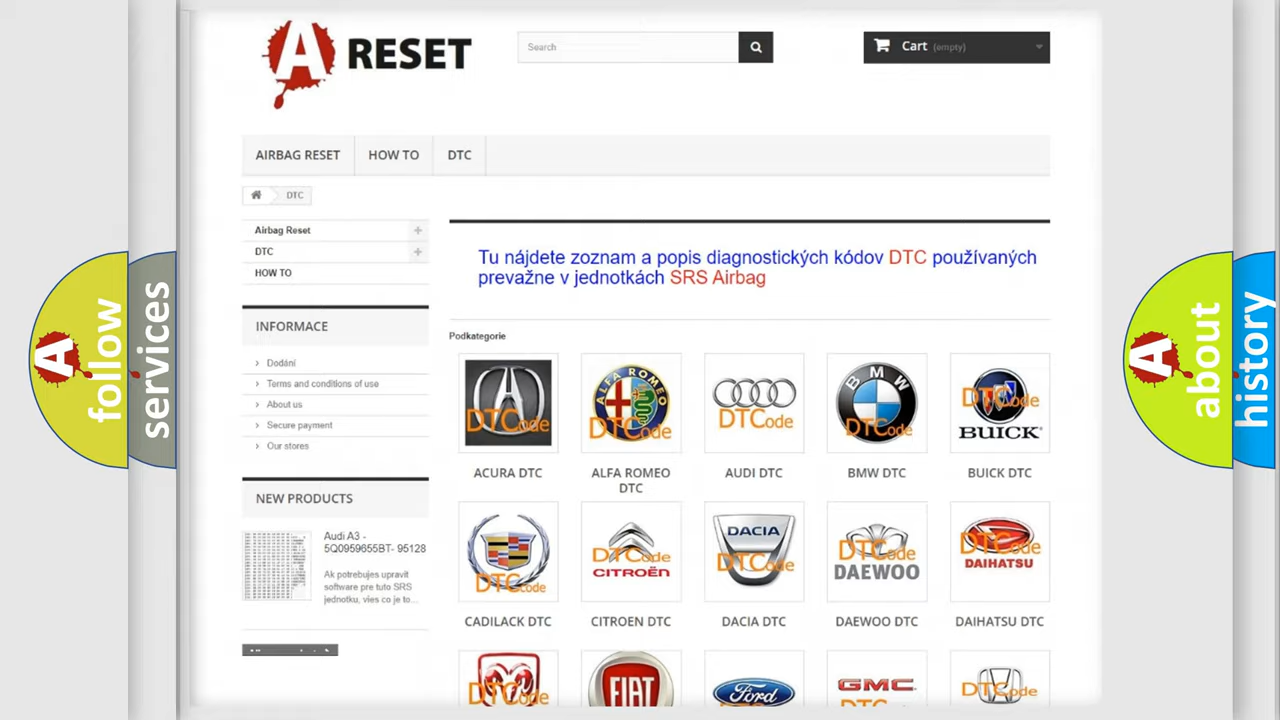 A RESET
Search
Cart (empty)
AIRBAG RESET
HOW TO
DTC
DTC
Airbag Reset
DTC
HOW TO
Tu nájdete zoznam a popis diagnostických kódov DTC používaných
prevažne v jednotkách SRS Airbag
INFORMACE
Dodání
Terms and conditions of use
About us
Secure payment
Our stores
Podkategorie
DTCode
ALFA ROMEO
DTCode
DTCode
BMW
DTCode
DTCode
BUICK
ACURA DTC
ALFA ROMEO
DTC
AUDI DTC
BMW DTC
BUICK DTC
NEW PRODUCTS
Audi A3 -
5Q0959655BT- 95128
Ak potrebujes upravit
software pre tuto SRS
jednotku, vies co je to...
DTCode
DTCode
CITROËN
DACIA
DTCode
DTCode
DAEWOO
DTCode
DAIHATSU
CADILACK DTC
CITROEN DTC
DACIA DTC
DAEWOO DTC
DAIHATSU DTC
DTCode
FIAT
Ford
GMC
DTCode
A follow
services
A about
history